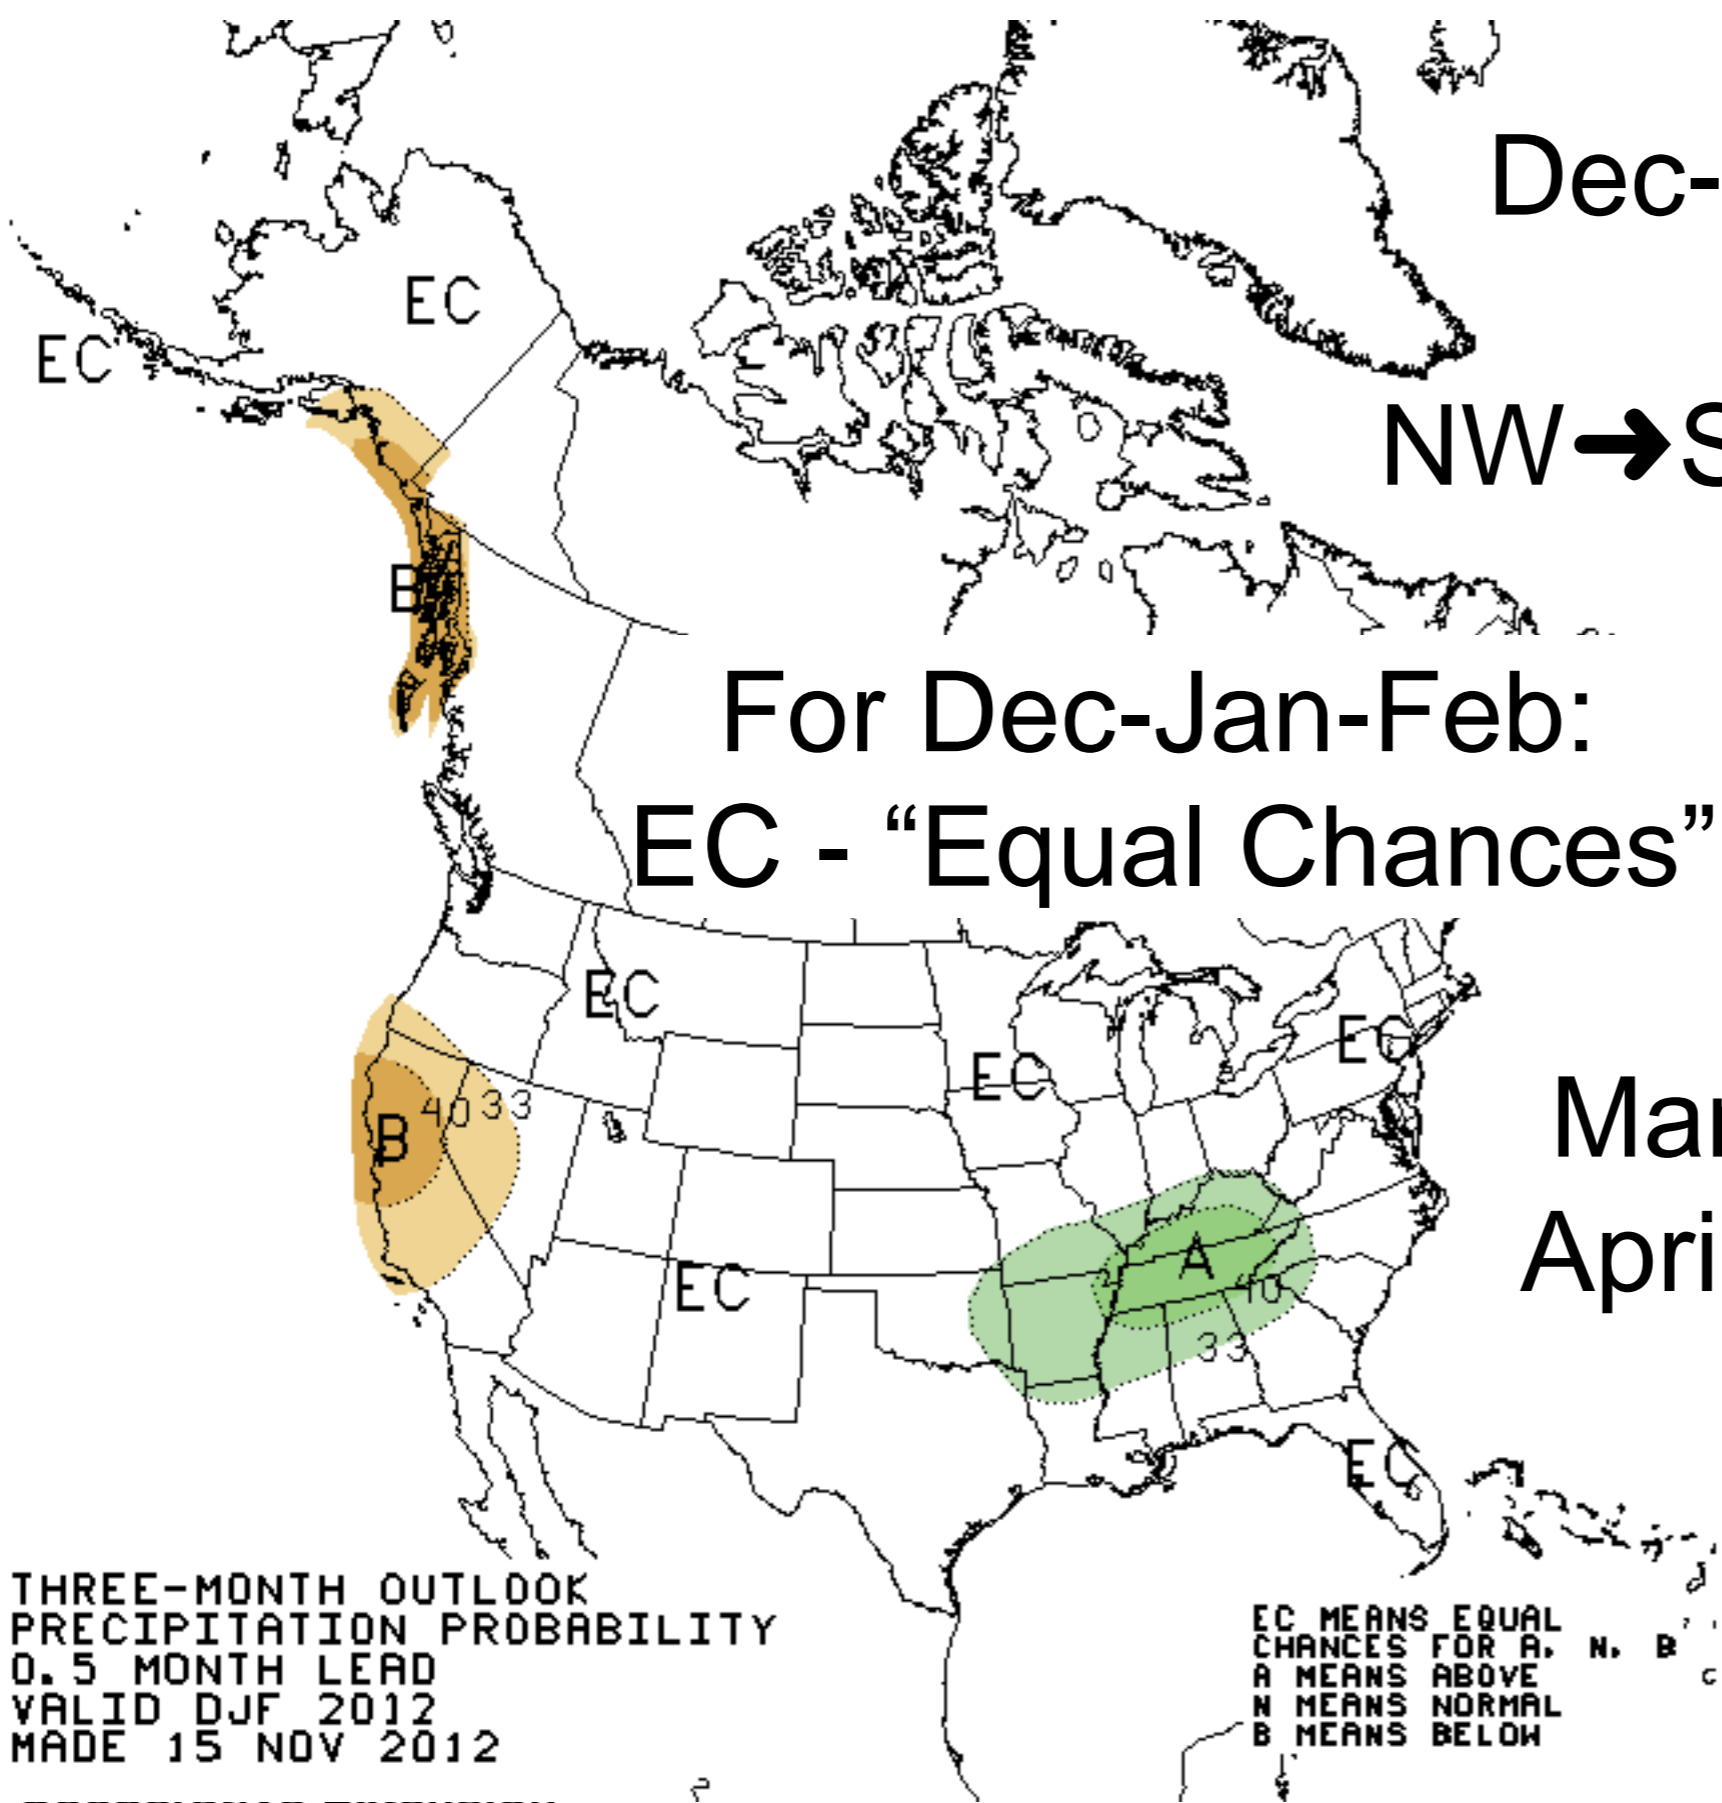 Dec-
EC
EC
NW→S
B
For Dec-Jan-Feb:
EC - “Equal Chances”
EC
EC
EC
40 33
B
Mar
A
Apri
EC
40
33
EC
THREE-MONTH OUTLOOK
PRECIPITATION PROBABILITY
0.5 MONTH LEAD
VALID DJF 2012
MADE 15 NOV 2012
EC MEANS EQUAL
CHANCES FOR A, N, B
A MEANS ABOVE
N MEANS NORMAL
B MEANS BELOW